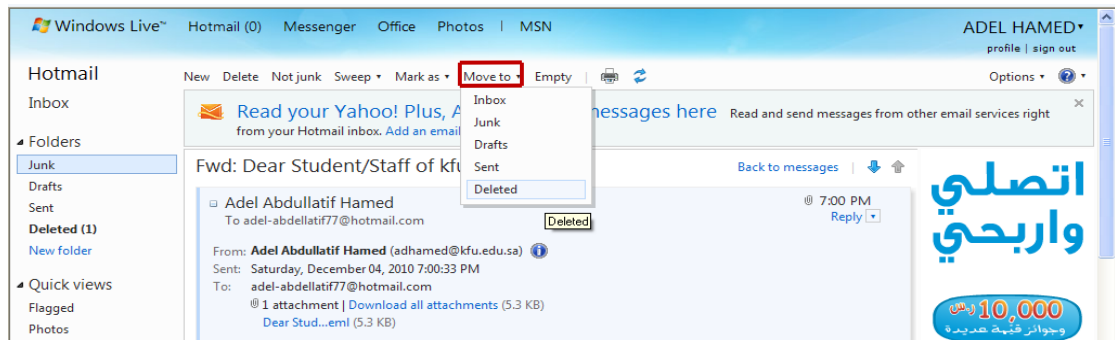 Windows Live™ Hotmail (0) Messenger Office Photos | MSN ADEL HAMED
profile | sign out
Hotmail New Delete Not junk Sweep Mark as Move to Empty Options
Inbox
Folders
Junk
Drafts
Sent
Deleted (1)
New folder
Quick views
Flagged
Photos
Inbox
Junk
Drafts
Sent
Deleted
Deleted
Read your Yahoo! Plus, A messages here Read and send messages from other email services right
from your Hotmail inbox. Add an email
Fwd: Dear Student/Staff of kfu Back to messages
Adel Abdullatif Hamed 7:00 PM
To adel-abdellatif77@hotmail.com Reply
From: Adel Abdullatif Hamed (adhamed@kfu.edu.sa)
Sent: Saturday, December 04, 2010 7:00:33 PM
To: adel-abdellatif77@hotmail.com
1 attachment | Download all attachments (5.3 KB)
Dear Stud...eml (5.3 KB)
اتصلي
واربحي
10,000 ر.س
وجوائز قيّمة عديدة